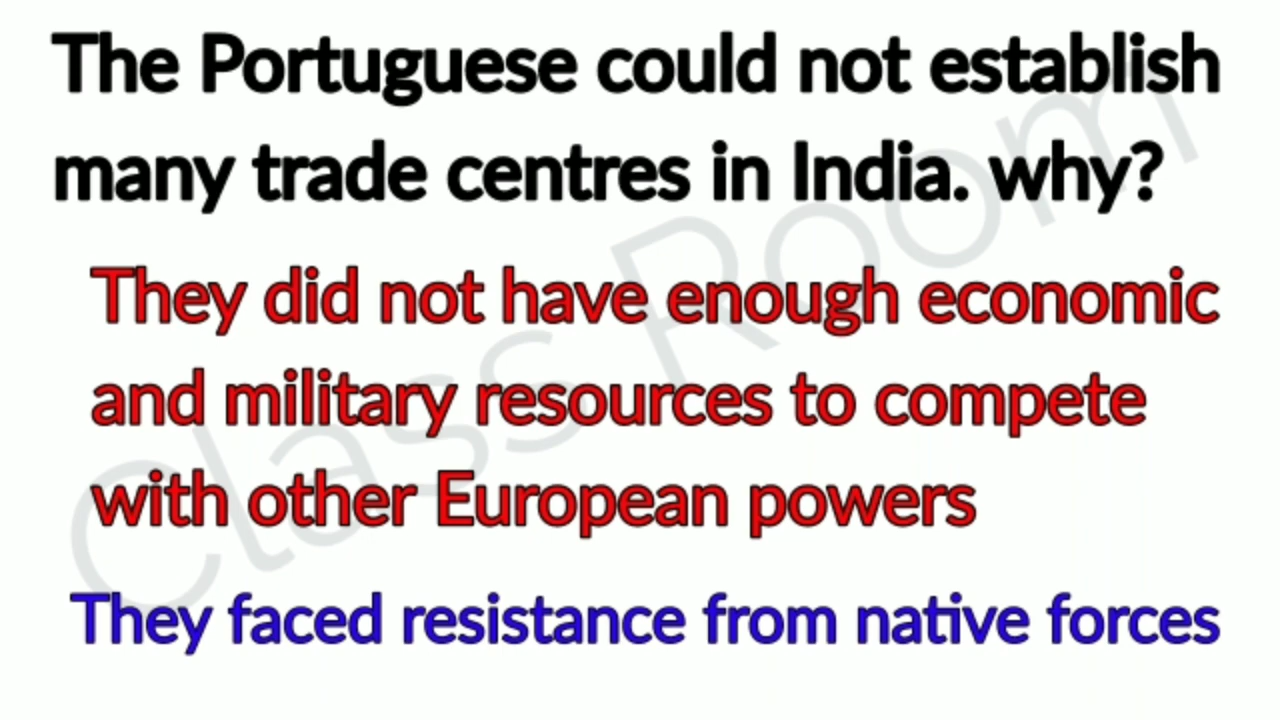 The Portuguese could not establish
many trade centres in India. why?
They did not have enough economic
and military resources to compete
with other European powers
They faced resistance from native forces
Class Room